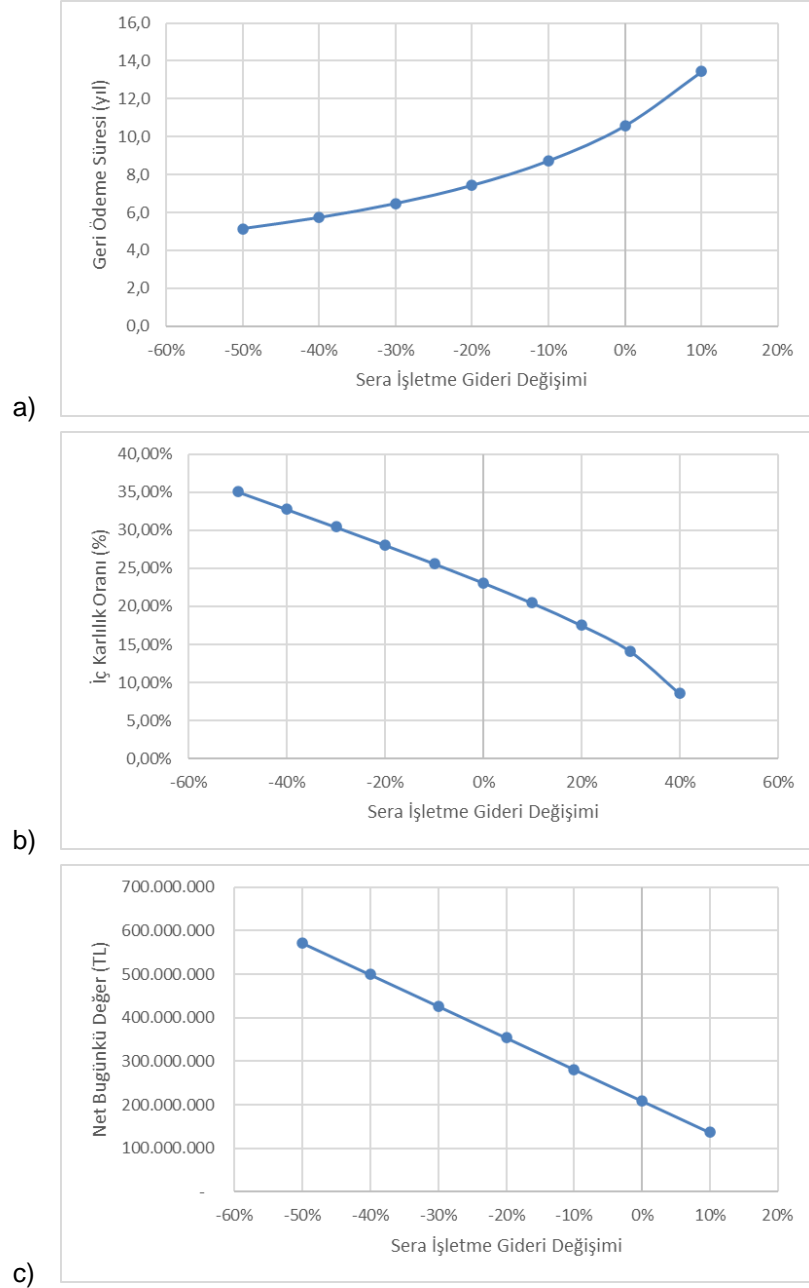 16,0
14,0
12,0
10,0
8,0
6,0
4,0
2,0
0,0
Geri Ödeme Süresi (yıl)
-60% -50% -40% -30% -20% -10% 0% 10% 20%
Sera İşletme Gideri Değişimi
a)
40,00%
35,00%
30,00%
25,00%
20,00%
15,00%
10,00%
5,00%
0,00%
İç Karlılık Oranı (%)
-60% -40% -20% 0% 20% 40% 60%
Sera İşletme Gideri Değişimi
b)
700.000.000
600.000.000
500.000.000
400.000.000
300.000.000
200.000.000
100.000.000
-
Net Bugünkü Değer (TL)
-60% -50% -40% -30% -20% -10% 0% 10% 20%
Sera İşletme Gideri Değişimi
c)